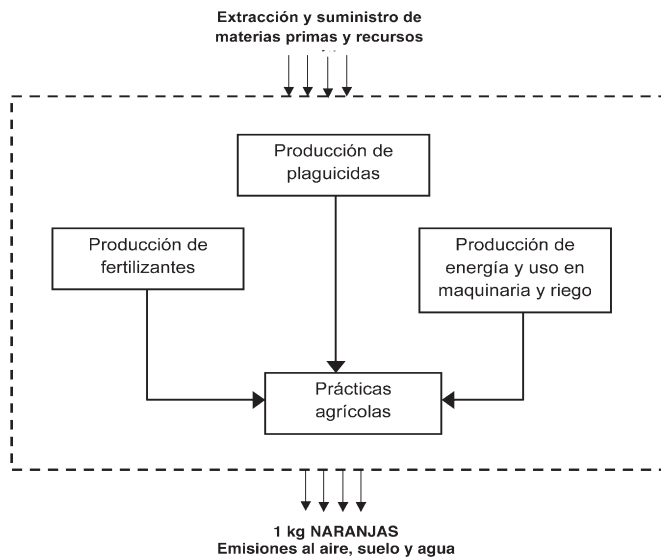 Extracción y suministro de
materias primas y recursos
Producción de
plaguicidas
Producción de
fertilizantes
Producción de
energía y uso en
maquinaria y riego
Prácticas
agrícolas
1 kg NARANJAS
Emisiones al aire, suelo y agua